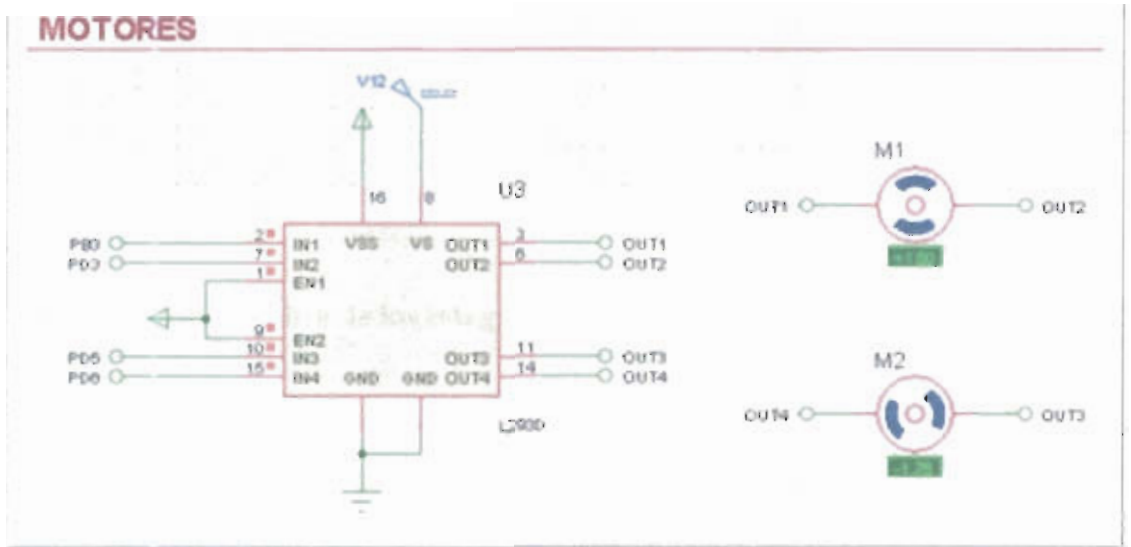 MOTORES
V12
16
8
U3
2
IN1
VSS
VS
OUT1
3
OUT1
7
IN2
OUT2
6
OUT2
1
EN1
9
EN2
PD5
10
IN3
OUT3
11
OUT3
PD6
15
IN4
GND
GND
OUT4
14
OUT4
L293D
M1
OUT1
OUT2
M2
OUT4
OUT3